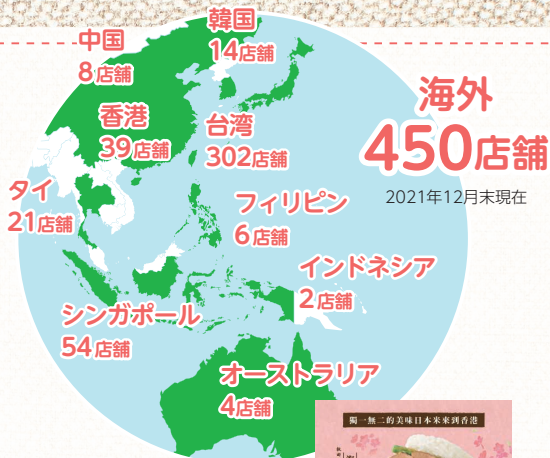 中国
8店舗
韓国
14店舗
香港
39店舗
台湾
302店舗
海外
450店舗
2021年12月末現在
タイ
21店舗
フィリピン
6店舗
インドネシア
2店舗
シンガポール
54店舗
オーストラリア
4店舗
獨一無二的美味日本米來到香港